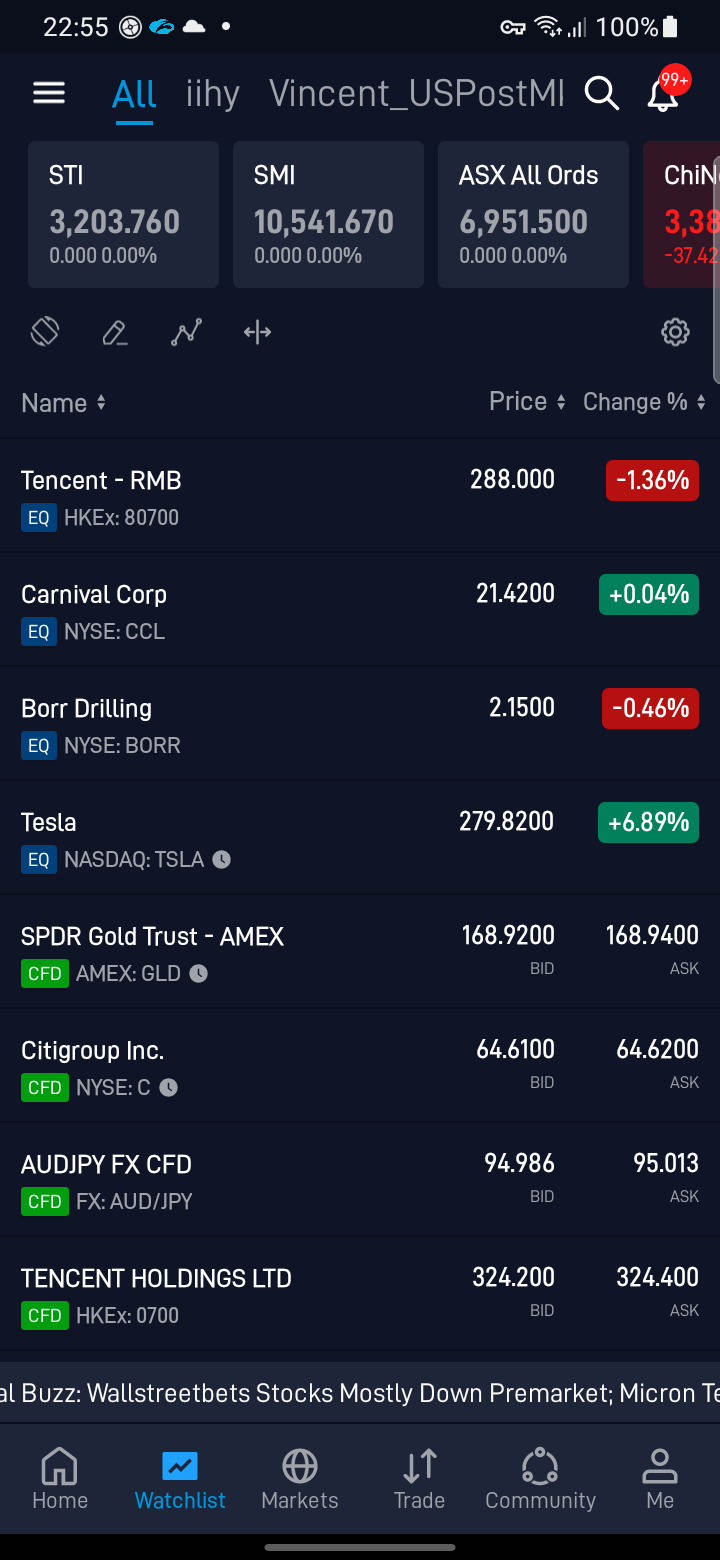 22:55 100%
All iihy Vincent_USPostM 99+
STI SMI ASX All Ords ChiN
3,203.760 10,541.670 6,951.500 3,38
0.000 0.00% 0.000 0.00% 0.000 0.00% -37.42
Name Price Change %
Tencent - RMB 288.000 -1.36%
EQ HKEx: 80700
Carnival Corp 21.4200 +0.04%
EQ NYSE: CCL
Borr Drilling 2.1500 -0.46%
EQ NYSE: BORR
Tesla 279.8200 +6.89%
EQ NASDAQ: TSLA
SPDR Gold Trust - AMEX 168.9200 168.9400
CFD AMEX: GLD BID ASK
Citigroup Inc. 64.6100 64.6200
CFD NYSE: C BID ASK
AUDJPY FX CFD 94.986 95.013
CFD FX: AUD/JPY BID ASK
TENCENT HOLDINGS LTD 324.200 324.400
CFD HKEx: 0700 BID ASK
al Buzz: Wallstreetbets Stocks Mostly Down Premarket; Micron Te
Home Watchlist Markets Trade Community Me